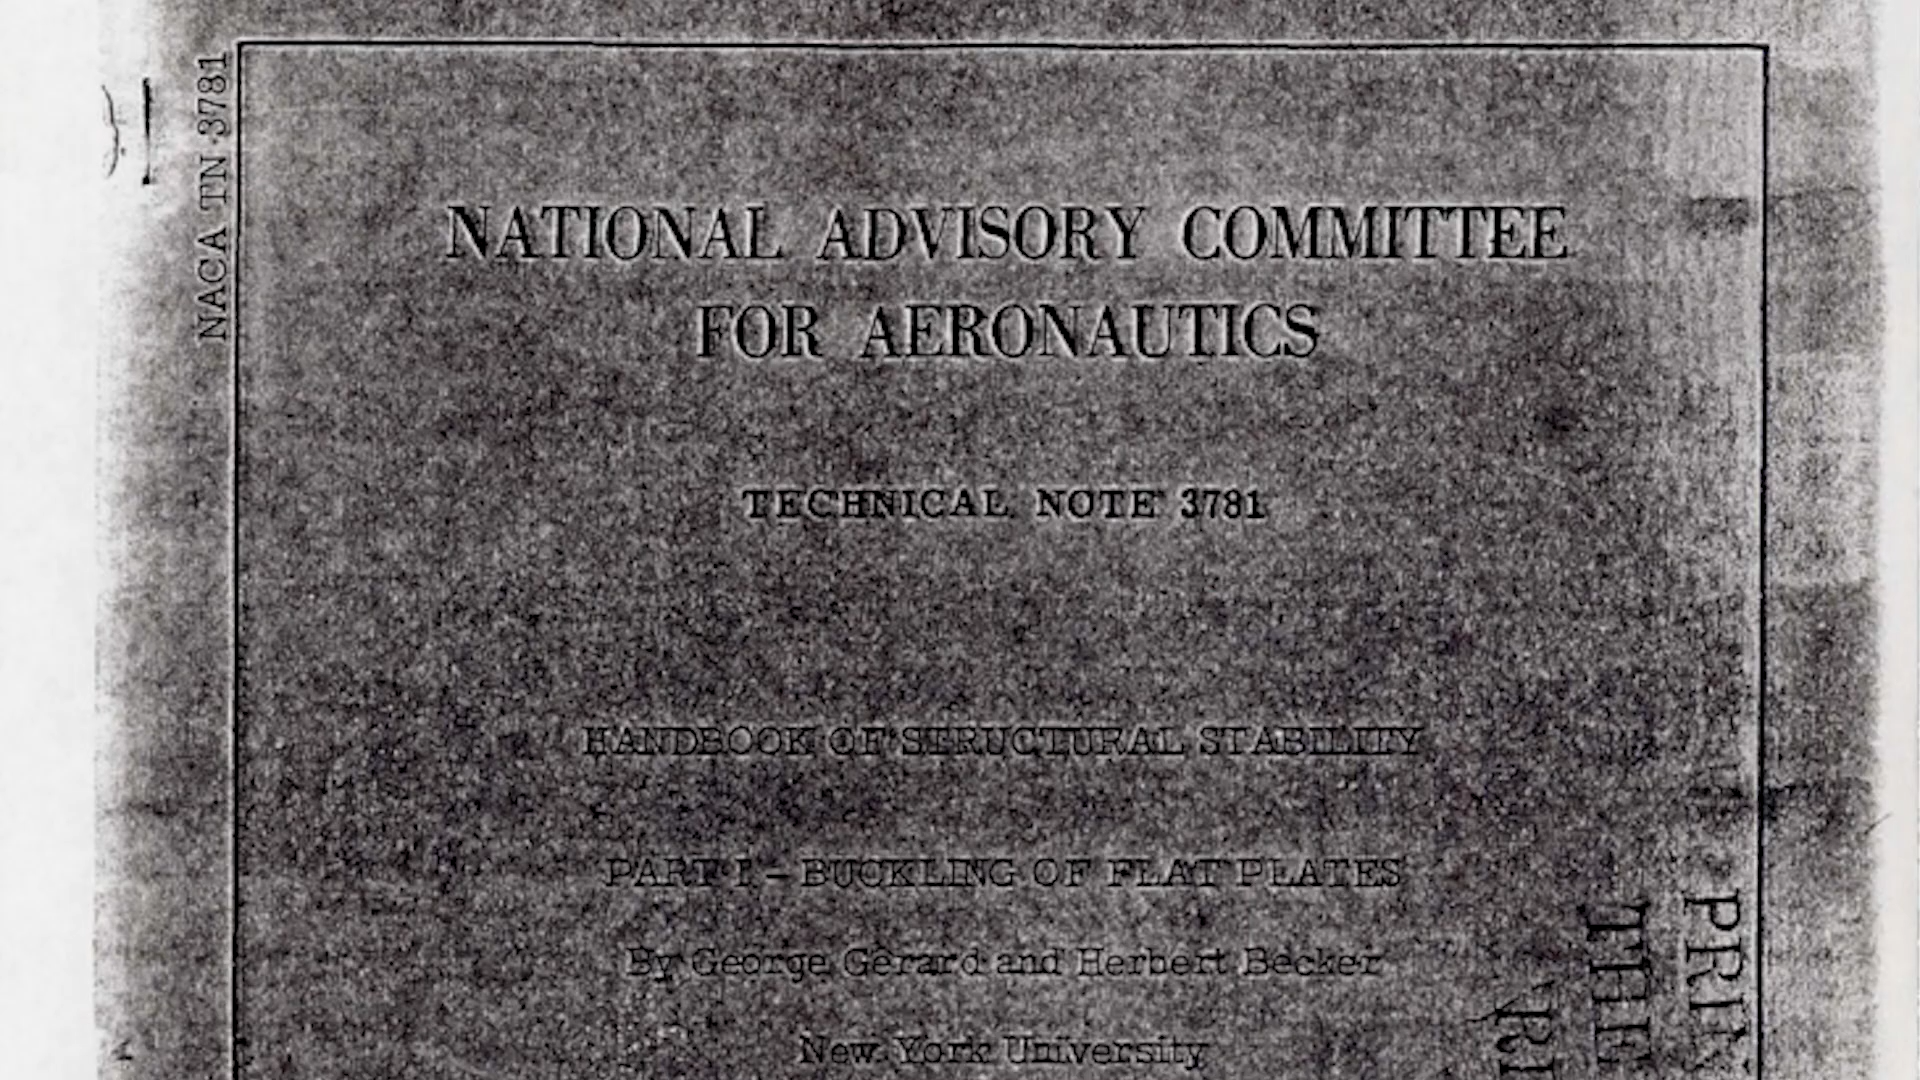 NACA TN 3781
NATIONAL ADVISORY COMMITTEE
FOR AERONAUTICS
TECHNICAL NOTE 3781
HANDBOOK OF STRUCTURAL STABILITY
PART I - BUCKLING OF FLAT PLATES
By George Gerard and Herbert Becker
New York University
THE